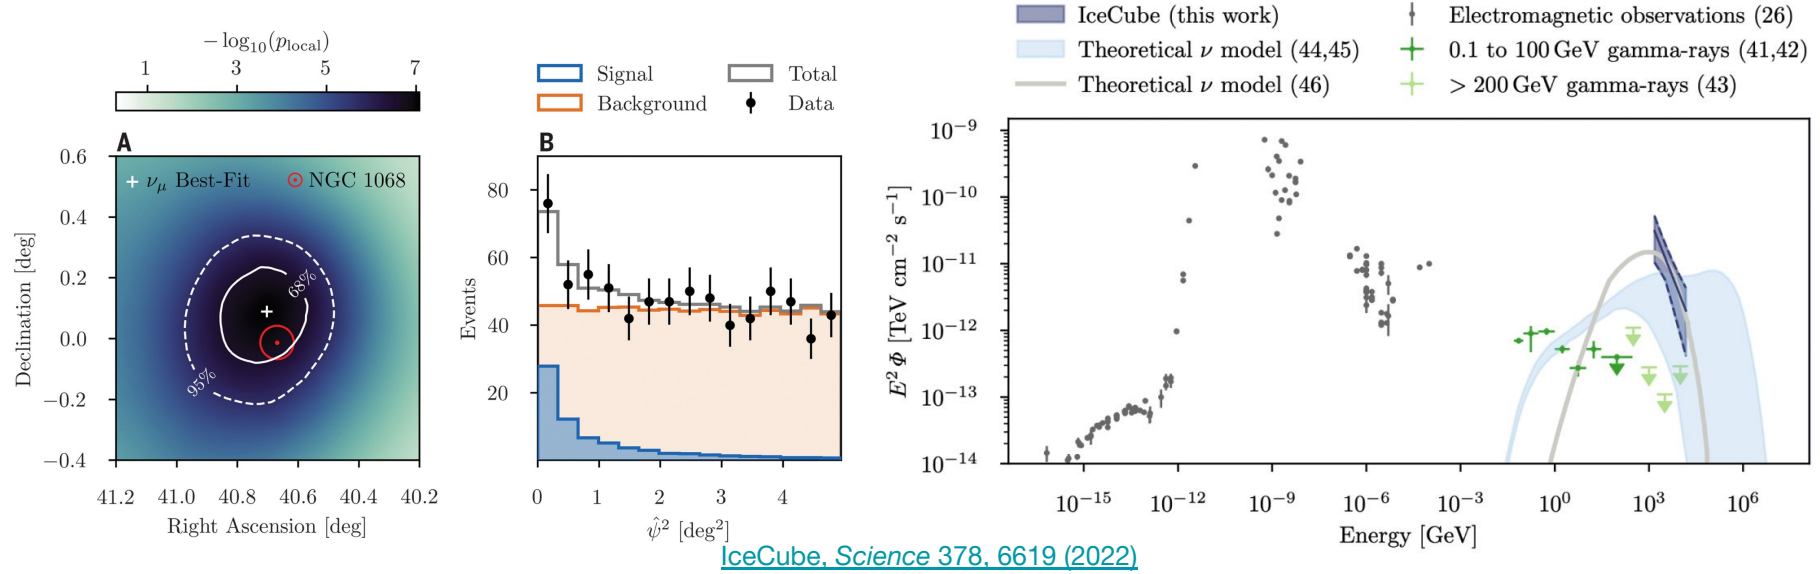 − log₁₀(p_local)
1 3 5 7
A
ν_μ Best-Fit NGC 1068
68%
95%
0.6
0.4
0.2
0.0
−0.2
−0.4
Declination [deg]
41.2 41.0 40.8 40.6 40.4 40.2
Right Ascension [deg]
Signal Total
Background Data
B
80
60
40
20
Events
0 1 2 3 4
ψ̂² [deg²]
IceCube (this work)
Theoretical ν model (44,45)
Theoretical ν model (46)
Electromagnetic observations (26)
0.1 to 100 GeV gamma-rays (41,42)
> 200 GeV gamma-rays (43)
10⁻⁹
10⁻¹⁰
10⁻¹¹
10⁻¹²
10⁻¹³
10⁻¹⁴
E² Φ [TeV cm⁻² s⁻¹]
10⁻¹⁵ 10⁻¹² 10⁻⁹ 10⁻⁶ 10⁻³ 10⁰ 10³ 10⁶
Energy [GeV]
IceCube, Science 378, 6619 (2022)